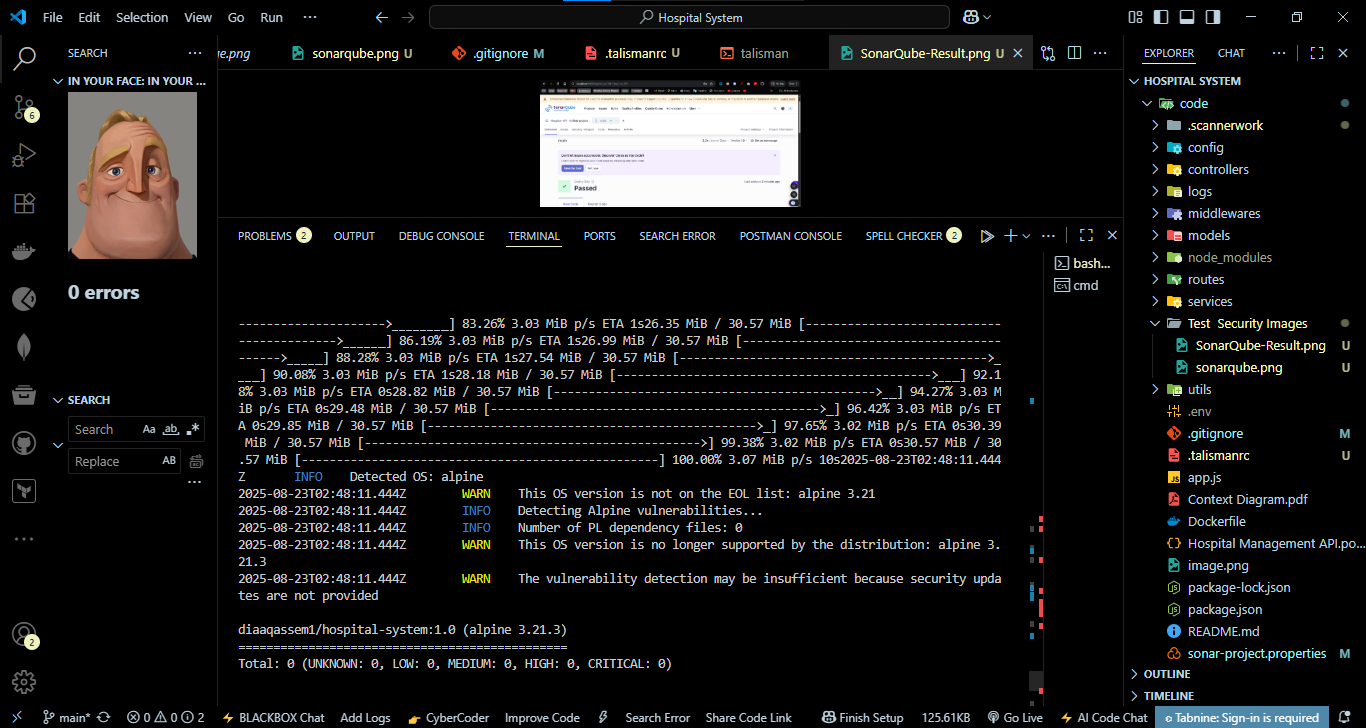 File Edit Selection View Go Run ···
Hospital System
SEARCH
IN YOUR FACE: IN YOUR ...
0 errors
SEARCH
Search
Aa ab
Replace
AB
e.png
sonarqube.png U
.gitignore M
.talismanrc U
talisman
SonarQube-Result.png U
Passed
PROBLEMS 2 OUTPUT DEBUG CONSOLE TERMINAL PORTS SEARCH ERROR POSTMAN CONSOLE SPELL CHECKER 2
--------------------->________] 83.26% 3.03 MiB p/s ETA 1s26.35 MiB / 30.57 MiB [----------------------------
-------------->______] 86.19% 3.03 MiB p/s ETA 1s26.99 MiB / 30.57 MiB [-------------------------------------
------>_____] 88.28% 3.03 MiB p/s ETA 1s27.54 MiB / 30.57 MiB [-------------------------------------------->_
___] 90.08% 3.03 MiB p/s ETA 1s28.18 MiB / 30.57 MiB [--------------------------------------------->___] 92.1
8% 3.03 MiB p/s ETA 0s28.82 MiB / 30.57 MiB [---------------------------------------------->__] 94.27% 3.03 M
iB p/s ETA 0s29.48 MiB / 30.57 MiB [----------------------------------------------->_] 96.42% 3.03 MiB p/s ET
A 0s29.85 MiB / 30.57 MiB [----------------------------------------------->_] 97.65% 3.02 MiB p/s ETA 0s30.39
MiB / 30.57 MiB [------------------------------------------------>] 99.38% 3.02 MiB p/s ETA 0s30.57 MiB / 30
.57 MiB [---------------------------------------------------] 100.00% 3.07 MiB p/s 10s2025-08-23T02:48:11.444
Z INFO Detected OS: alpine
2025-08-23T02:48:11.444Z WARN This OS version is not on the EOL list: alpine 3.21
2025-08-23T02:48:11.444Z INFO Detecting Alpine vulnerabilities...
2025-08-23T02:48:11.444Z INFO Number of PL dependency files: 0
2025-08-23T02:48:11.444Z WARN This OS version is no longer supported by the distribution: alpine 3.
21.3
2025-08-23T02:48:11.444Z WARN The vulnerability detection may be insufficient because security upda
tes are not provided
diaaqassem1/hospital-system:1.0 (alpine 3.21.3)
===============================================
Total: 0 (UNKNOWN: 0, LOW: 0, MEDIUM: 0, HIGH: 0, CRITICAL: 0)
bash...
cmd
EXPLORER CHAT
HOSPITAL SYSTEM
code
.scannerwork
config
controllers
logs
middlewares
models
node_modules
routes
services
Test Security Images
SonarQube-Result.png U
sonarqube.png U
utils
.env
.gitignore M
.talismanrc U
app.js
Context Diagram.pdf
Dockerfile
Hospital Management API.po...
image.png
package-lock.json
package.json
README.md
sonar-project.properties M
OUTLINE
TIMELINE
6
2
main* 0 0 2 BLACKBOX Chat Add Logs CyberCoder Improve Code Search Error Share Code Link Finish Setup 125.61KB Go Live AI Code Chat Tabnine: Sign-in is required